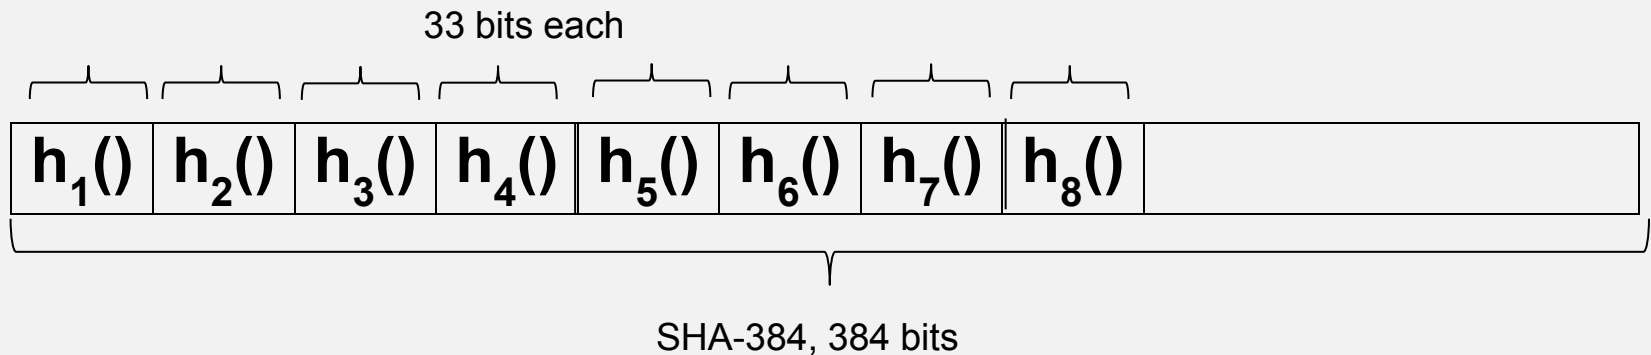 33 bits each
h1() h2() h3() h4() h5() h6() h7() h8()
SHA-384, 384 bits